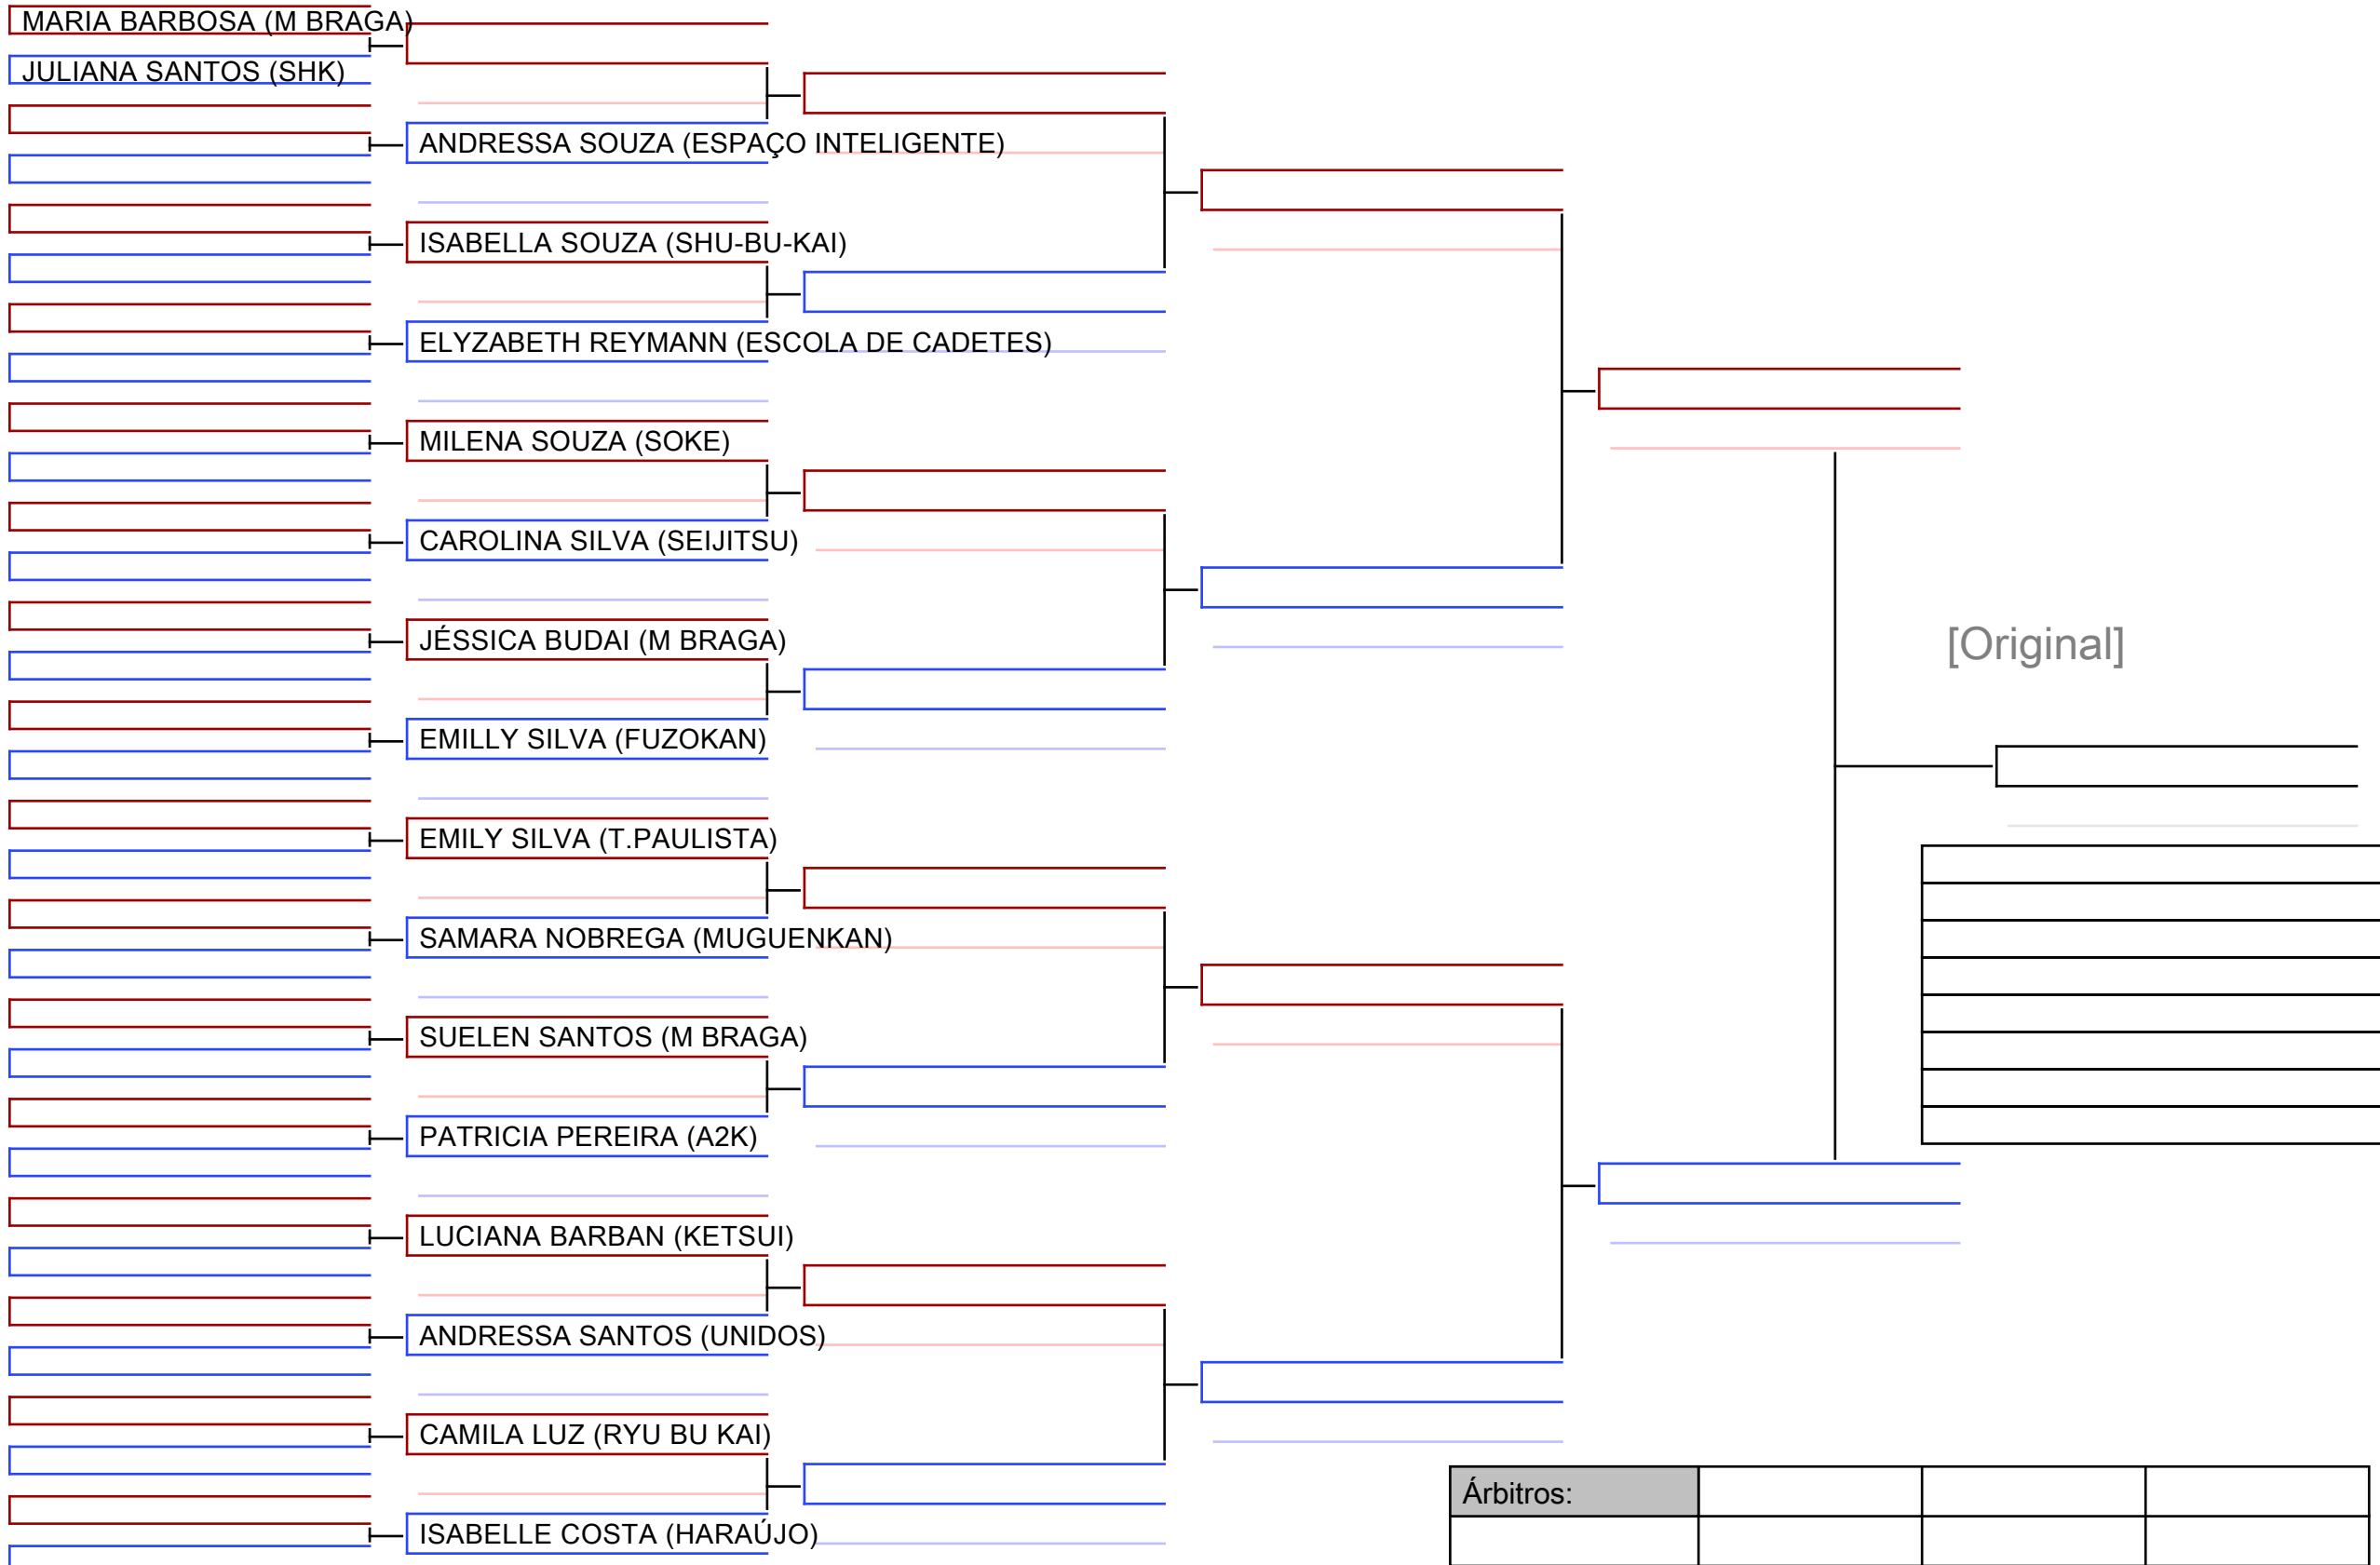 MARIA BARBOSA (M BRAGA)
JULIANA SANTOS (SHK)
ANDRESSA SOUZA (ESPAÇO INTELIGENTE)
ISABELLA SOUZA (SHU-BU-KAI)
ELYZABETH REYMANN (ESCOLA DE CADETES)
MILENA SOUZA (SOKE)
CAROLINA SILVA (SEIJITSU)
JÉSSICA BUDAI (M BRAGA)
[Original]
EMILLY SILVA (FUZOKAN)
EMILY SILVA (T.PAULISTA)
SAMARA NOBREGA (MUGUENKAN)
SUELEN SANTOS (M BRAGA)
PATRICIA PEREIRA (A2K)
LUCIANA BARBAN (KETSUI)
ANDRESSA SANTOS (UNIDOS)
CAMILA LUZ (RYU BU KAI)
Árbitros:
ISABELLE COSTA (HARAÚJO)